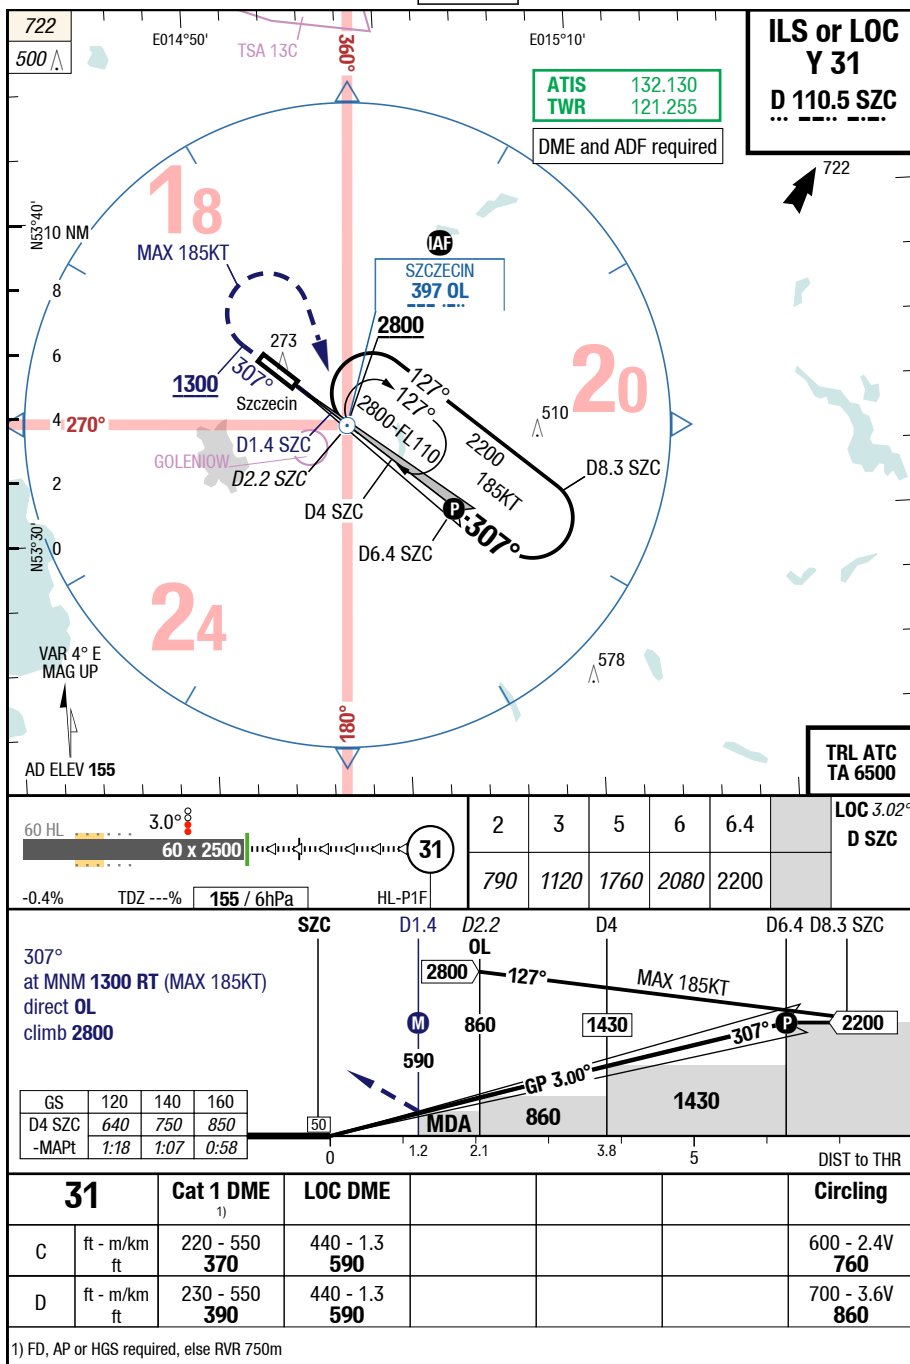 722
500
E014°50'
TSA 13C
360°
E015°10'
ATIS 132.130
TWR 121.255
DME and ADF required
ILS or LOC
Y 31
D 110.5 SZC
722
18
N53°40'
10 NM
MAX 185KT
IAF
SZCZECIN
397 OL
8
2800
6
273
307°
1300
Szczecin
127°
127°
2800-FL110
2200
185KT
20
510
4
270°
D1.4 SZC
GOLENIOW
D2.2 SZC
D8.3 SZC
2
D4 SZC
P
307°
N53°30'
0
D6.4 SZC
24
VAR 4° E
MAG UP
578
180°
AD ELEV 155
TRL ATC
TA 6500
60 HL
3.0°
60 x 2500
31
-0.4%
TDZ ---%
155 / 6hPa
HL-P1F
2 3 5 6 6.4
LOC 3.02°
D SZC
790 1120 1760 2080 2200
SZC D1.4 D2.2 D4 D6.4 D8.3 SZC
OL
307°
at MNM 1300 RT (MAX 185KT)
direct OL
climb 2800
2800
127°
MAX 185KT
M
860
1430
307°
P
2200
590
GP 3.00°
50
MDA
860
1430
GS 120 140 160
D4 SZC 640 750 850
-MAPt 1:18 1:07 0:58
0 1.2 2.1 3.8 5 DIST to THR
31 Cat 1 DME LOC DME Circling
1)
C ft - m/km 220 - 550 440 - 1.3 600 - 2.4V
ft 370 590 760
D ft - m/km 230 - 550 440 - 1.3 700 - 3.6V
ft 390 590 860
1) FD, AP or HGS required, else RVR 750m